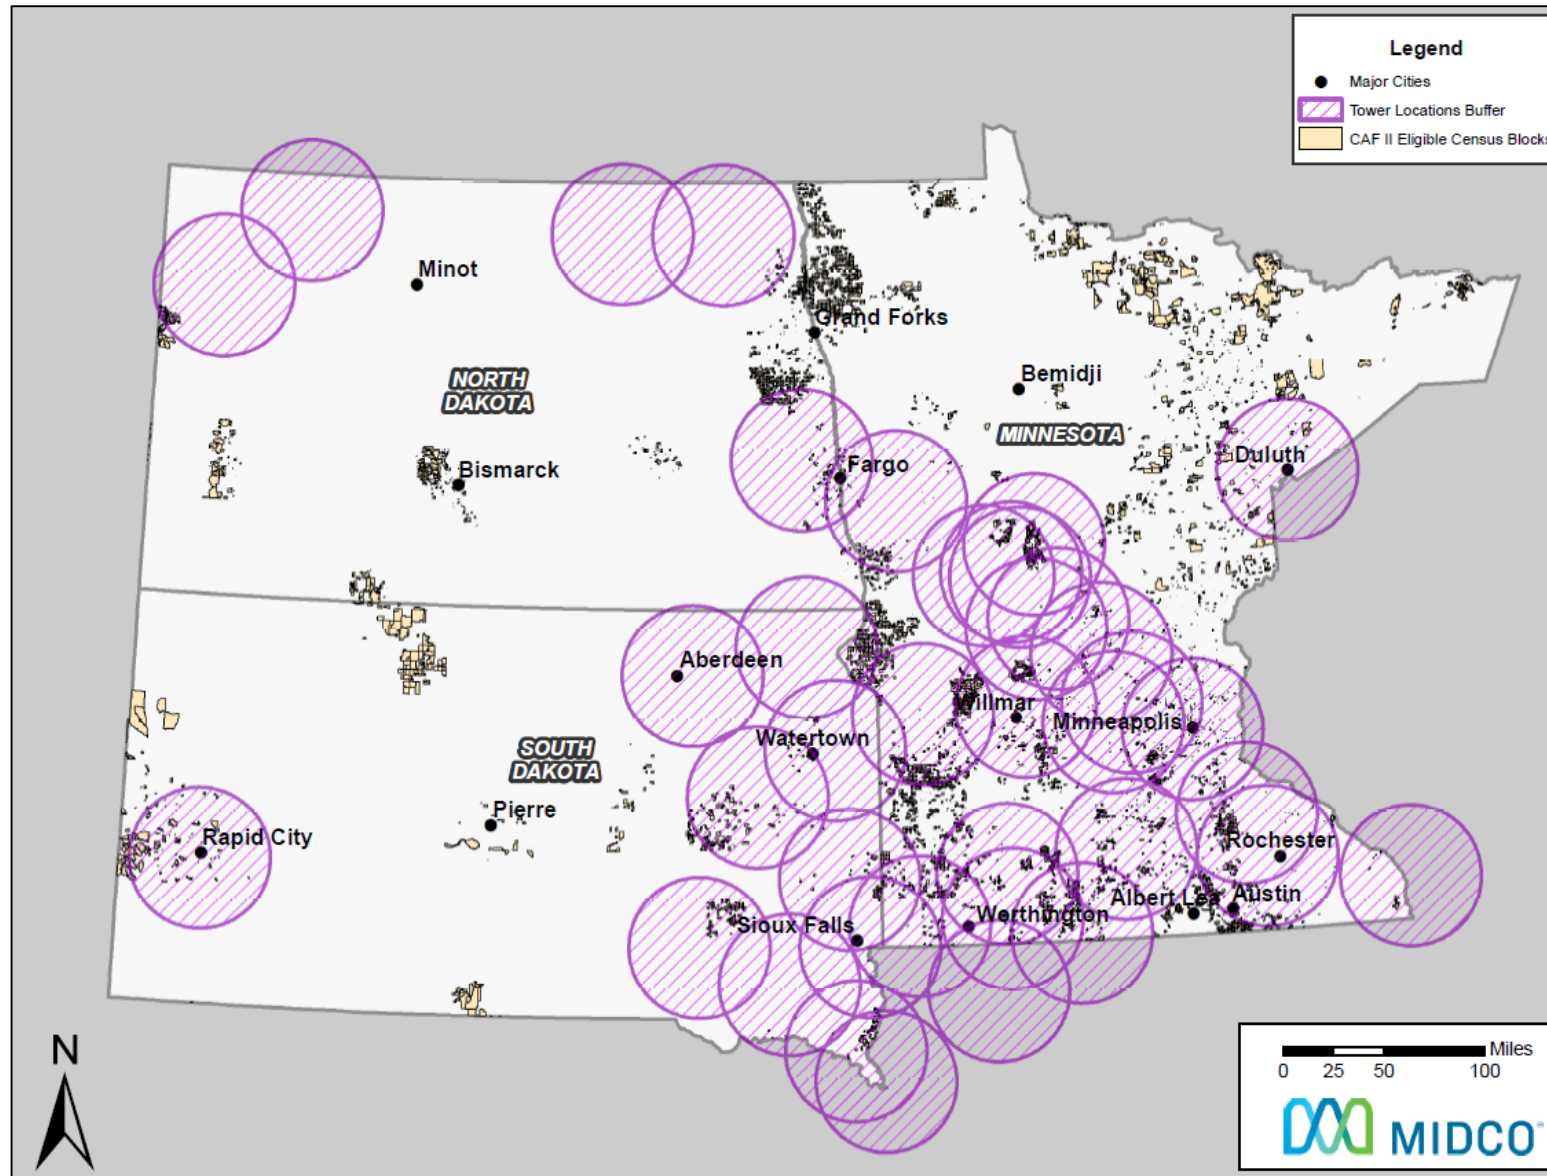 Legend
Major Cities
Tower Locations Buffer
CAF II Eligible Census Blocks
Minot
Grand Forks
NORTH
DAKOTA
Bemidji
MINNESOTA
Bismarck
Fargo
Duluth
Aberdeen
Willmar
Minneapolis
Watertown
SOUTH
DAKOTA
Pierre
Rapid City
Rochester
Albert Lea
Austin
Worthington
Sioux Falls
N
Miles
0 25 50 100
MIDCO